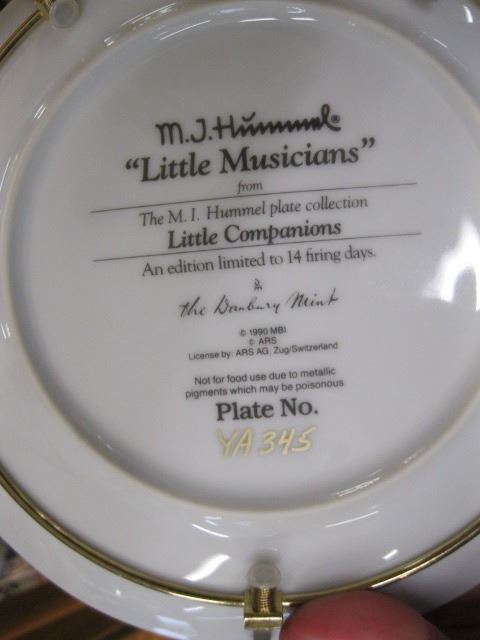 M.J.Hummel®
“Little Musicians”
from
The M. I. Hummel plate collection
Little Companions
An edition limited to 14 firing days.
the Danbury Mint
© 1990 MBI
© ARS
License by: ARS AG, Zug/Switzerland
Not for food use due to metallic
pigments which may be poisonous.
Plate No.
YA345